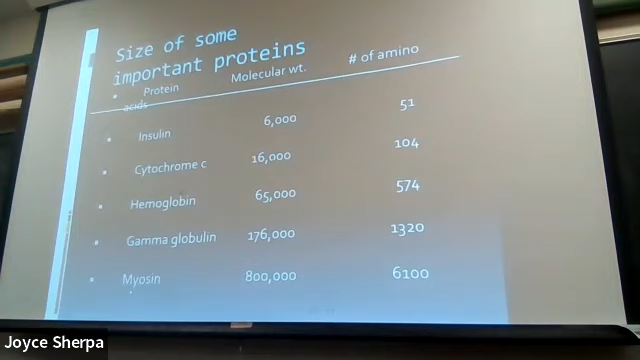 Size of some
important proteins
• Protein Molecular wt. # of amino
acids
• Insulin 6,000 51
• Cytochrome c 16,000 104
• Hemoglobin 65,000 574
• Gamma globulin 176,000 1320
• Myosin 800,000 6100
Joyce Sherpa